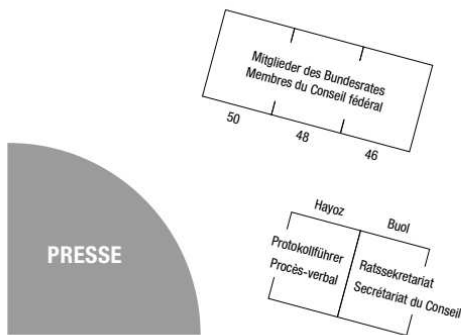 Mitglieder des Bundesrates
Membres du Conseil fédéral
50
48
46
PRESSE
Hayoz
Buol
Protokollführer
Procès-verbal
Ratssekretariat
Secrétariat du Conseil